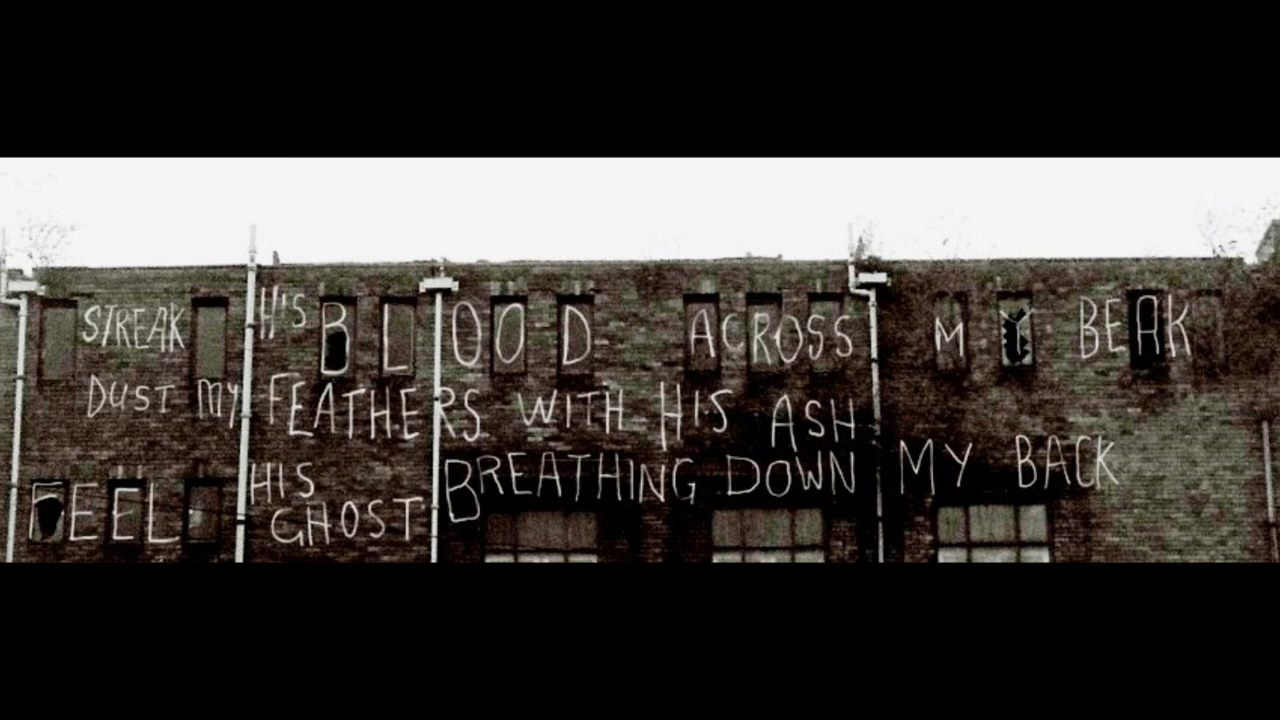 STREAK HIS BLOOD ACROSS MY BEAK
DUST MY FEATHERS WITH HIS ASH
FEEL HIS GHOST BREATHING DOWN MY BACK